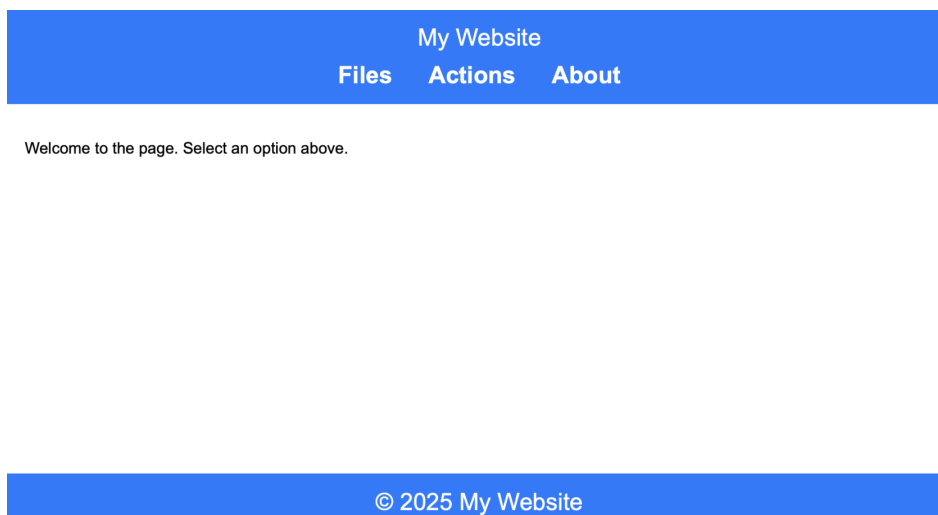 My Website
Files Actions About
Welcome to the page. Select an option above.
© 2025 My Website